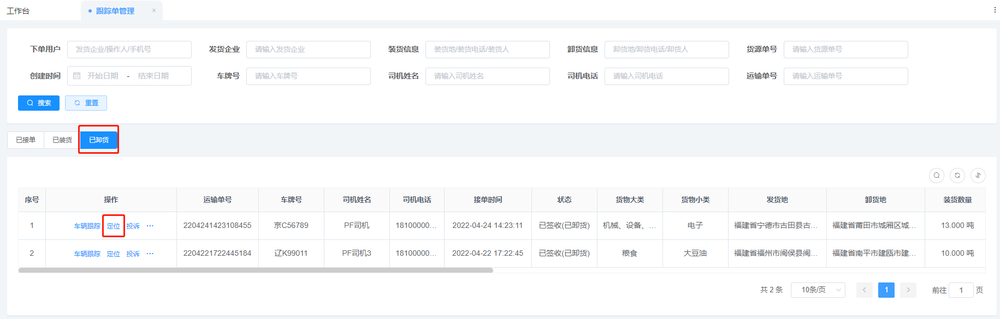 工作台 跟踪单管理 ×
下单用户 发货企业/操作人/手机号 发货企业 请输入发货企业 装货信息 装货地/装货电话/装货人 卸货信息 卸货地/卸货电话/卸货人 货源单号 请输入货源单号
创建时间 开始日期 - 结束日期 车牌号 请输入车牌号 司机姓名 请输入司机姓名 司机电话 请输入司机电话 运输单号 请输入运输单号
搜索 重置
已接单 已装货 已卸货
序号 操作 运输单号 车牌号 司机姓名 司机电话 接单时间 状态 货物大类 货物小类 发货地 卸货地 装货数量
1 车辆跟踪 定位 投诉 ··· 2204241423108455 京C56789 PF司机 18100000... 2022-04-24 14:23:11 已签收(已卸货) 机械、设备、... 电子 福建省宁德市古田县古... 福建省莆田市城厢区城... 13.000 吨
2 车辆跟踪 定位 投诉 ··· 2204221722445184 辽K99011 PF司机3 18100000... 2022-04-22 17:22:45 已签收(已卸货) 粮食 大豆油 福建省福州市闽侯县闽... 福建省南平市建瓯市建... 10.000 吨
共 2 条 10条/页 < 1 > 前往 1 页